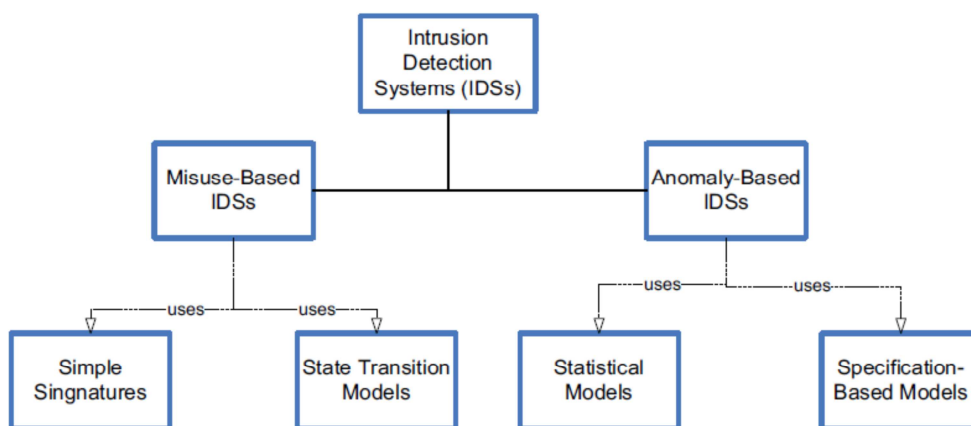 Intrusion
Detection
Systems (IDSs)
Misuse-Based
IDSs
Anomaly-Based
IDSs
uses
uses
uses
uses
Simple
Singnatures
State Transition
Models
Statistical
Models
Specification-
Based Models